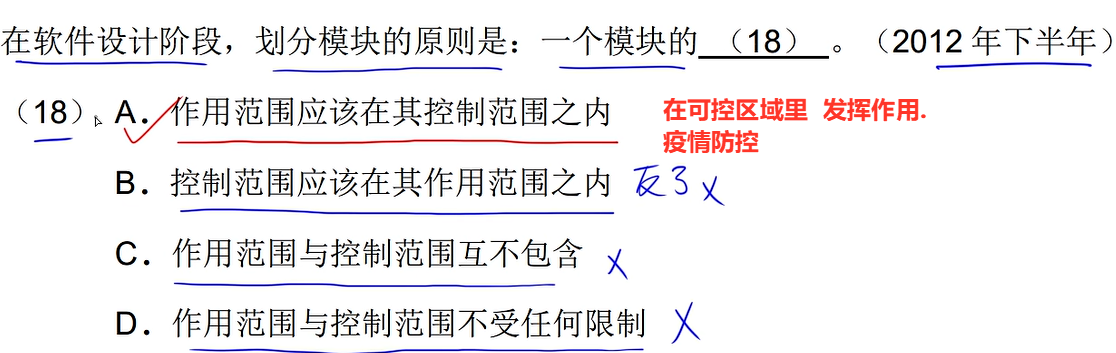 在软件设计阶段，划分模块的原则是：一个模块的 （18） 。（2012 年下半年）
（18）A．作用范围应该在其控制范围之内
在可控区域里 发挥作用.
疫情防控
B．控制范围应该在其作用范围之内 反了 x
C．作用范围与控制范围互不包含 x
D．作用范围与控制范围不受任何限制 x